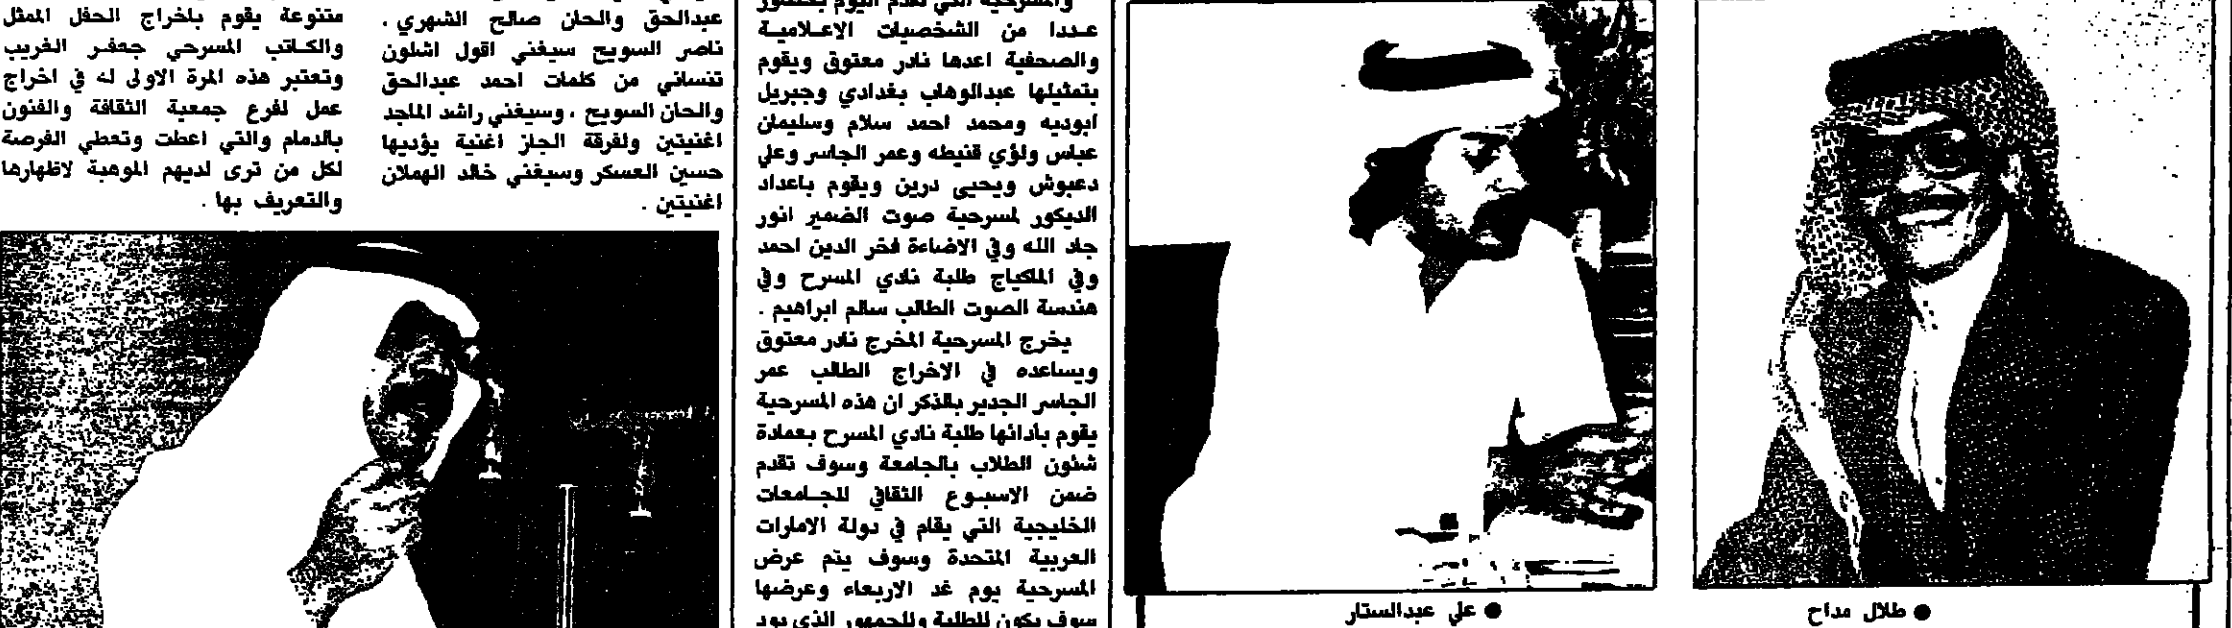 ● طلال مداح
● علي عبدالستار
عددا من الشخصيات الاعلامية
والصحفية اعدها نادر معتوق ويقوم
بتمثيلها عبدالوهاب بغدادي وجبريل
ابوديه ومحمد احمد سلام وسليمان
عباس ولؤي قنيطه وعمر الجاسر وعلي
دعبوش ويحيى درين ويقوم باعداد
الديكور لمسرحية صوت الضمير انور
جاد الله وفي الاضاءة فخر الدين احمد
وفي الماكياج طلبة نادي المسرح وفي
هندسة الصوت الطالب سالم ابراهيم .
يخرج المسرحية المخرج نادر معتوق
ويساعده في الاخراج الطالب عمر
الجاسر الجدير بالذكر ان هذه المسرحية
يقوم بأدائها طلبة نادي المسرح بعمادة
شئون الطلاب بالجامعة وسوف تقدم
ضمن الاسبوع الثقافي للجامعات
الخليجية التي يقام في دولة الامارات
العربية المتحدة وسوف يتم عرض
المسرحية يوم غد الاربعاء وعرضها
سوف يكون للطلبة وللجمهور الذي يود
عبدالحق والحان صالح الشهري .
ناصر السويح سيغني اقول اشلون
تنساني من كلمات احمد عبدالحق
والحان السويح ، وسيغني راشد الماجد
اغنيتين ولفرقة الجاز اغنية يؤديها
حسين العسكر وسيغني خالد الهملان
اغنيتين .
متنوعة يقوم باخراج الحفل الممثل
والكاتب المسرحي جعفر الغريب
وتعتبر هذه المرة الاولى له في اخراج
عمل لفرع جمعية الثقافة والفنون
بالدمام والتي اعطت وتعطي الفرصة
لكل من ترى لديهم الموهبة لاظهارها
والتعريف بها .